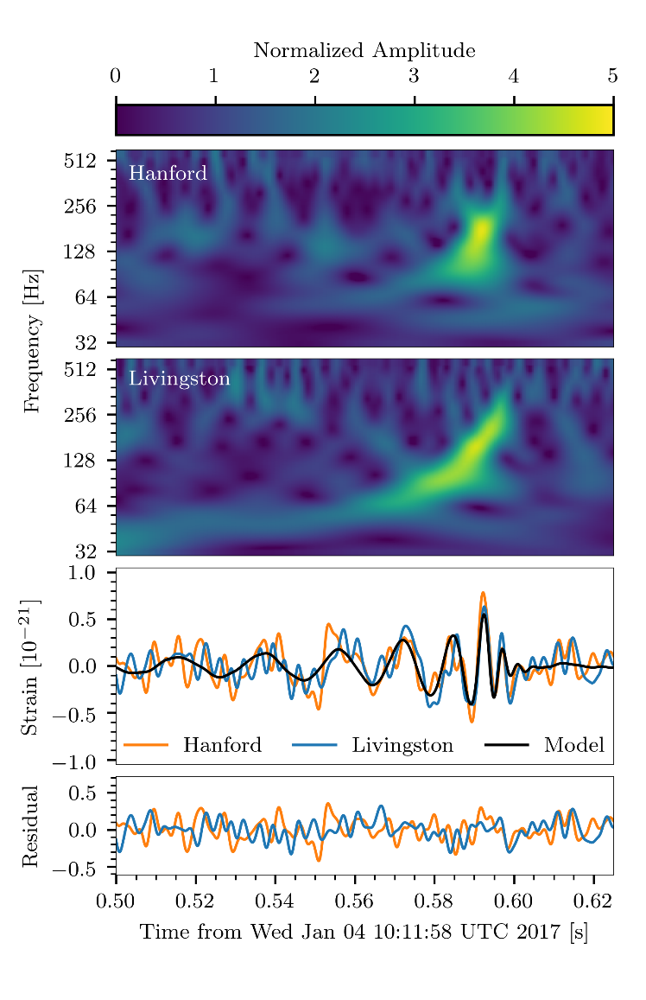 Normalized Amplitude
0 1 2 3 4 5
Hanford
512
256
128
64
32
Frequency [Hz]
Livingston
512
256
128
64
32
1.0
0.5
0.0
−0.5
−1.0
Strain [10⁻²¹]
Hanford Livingston Model
0.5
0.0
−0.5
Residual
0.50 0.52 0.54 0.56 0.58 0.60 0.62
Time from Wed Jan 04 10:11:58 UTC 2017 [s]